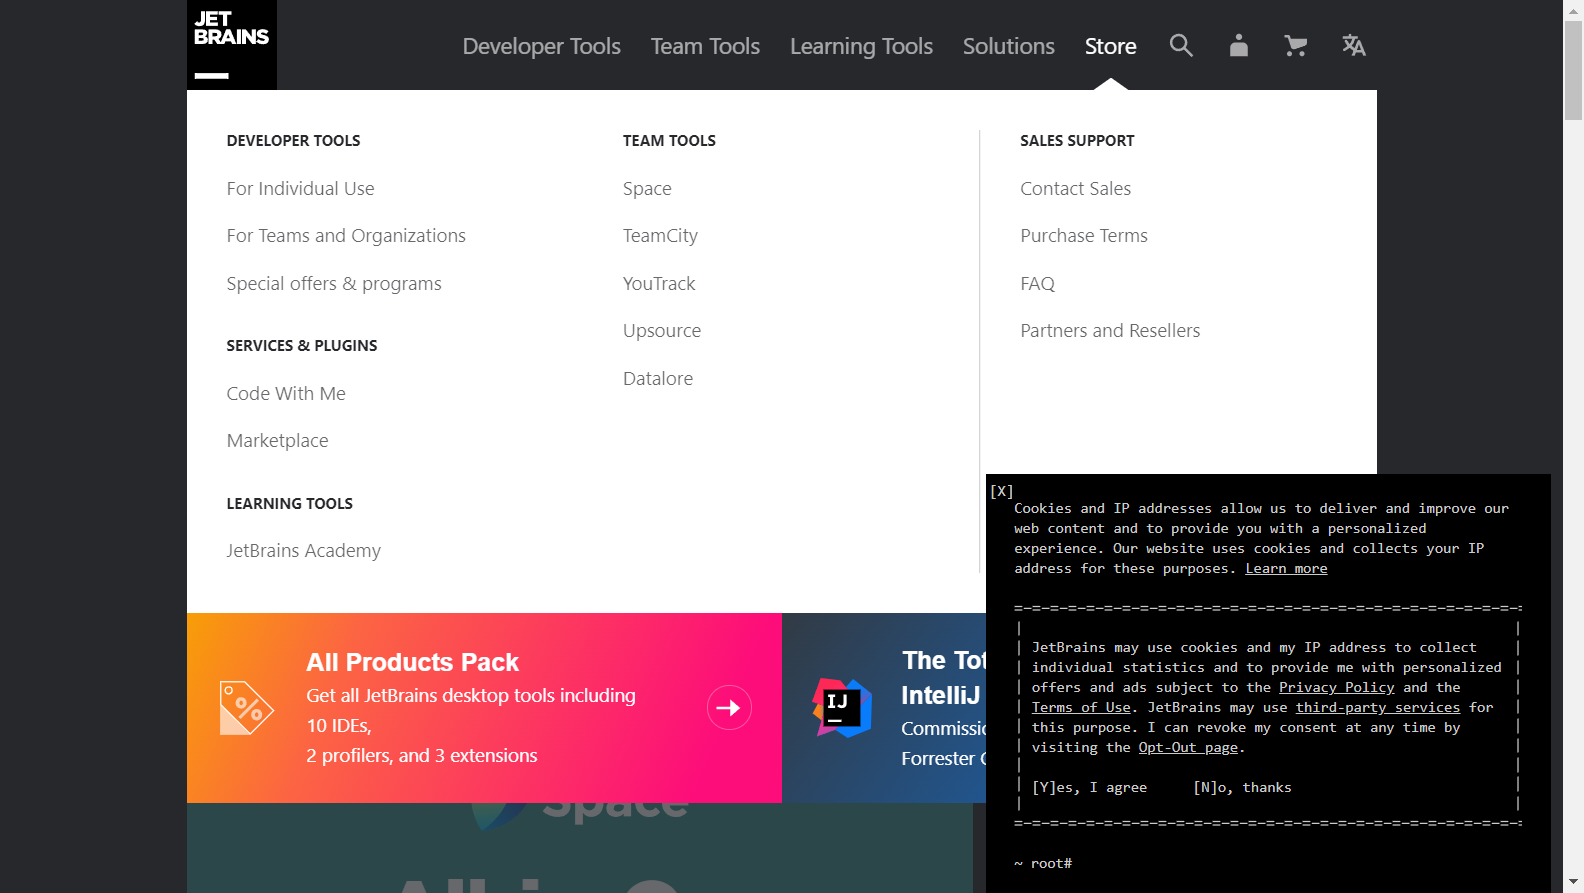 JET
BRAINS
Developer Tools Team Tools Learning Tools Solutions Store
DEVELOPER TOOLS
For Individual Use
For Teams and Organizations
Special offers & programs
SERVICES & PLUGINS
Code With Me
Marketplace
LEARNING TOOLS
JetBrains Academy
TEAM TOOLS
Space
TeamCity
YouTrack
Upsource
Datalore
SALES SUPPORT
Contact Sales
Purchase Terms
FAQ
Partners and Resellers
All Products Pack
Get all JetBrains desktop tools including
10 IDEs,
2 profilers, and 3 extensions
IJ
The
IntelliJ
Forrester
Space
[X]
Cookies and IP addresses allow us to deliver and improve our
web content and to provide you with a personalized
experience. Our website uses cookies and collects your IP
address for these purposes. Learn more
JetBrains may use cookies and my IP address to collect
individual statistics and to provide me with personalized
offers and ads subject to the Privacy Policy and the
Terms of Use. JetBrains may use third-party services for
this purpose. I can revoke my consent at any time by
visiting the Opt-Out page.
[Y]es, I agree [N]o, thanks
~ root#